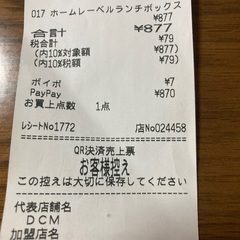 017 ホームレーベルランチボックス
¥877
合計 ¥877
税合計 ¥79
(内10%対象額 ¥877)
(内10%税額 ¥79)
ポイポ ¥7
PayPay ¥870
お買上点数 1点
レシートNo1772 /店No024458
QR決済売上票
お客様控え
この控えは大切に保存してください
代表店舗名
DCM
加盟店名